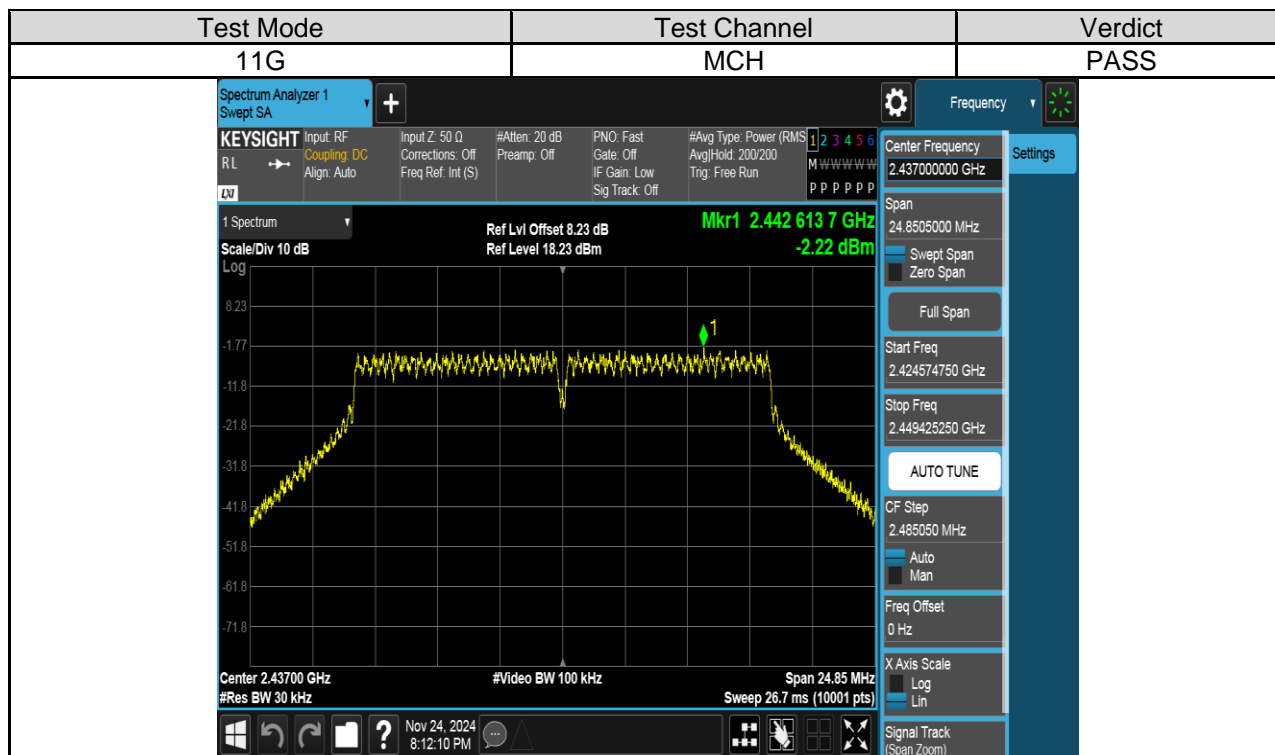 Test Mode Test Channel Verdict
11G MCH PASS
Spectrum Analyzer 1
Swept SA
+
Frequency
KEYSIGHT
RL
LXI
Input: RF
Coupling: DC
Align: Auto
Input Z: 50 Ω
Corrections: Off
Freq Ref: Int (S)
#Atten: 20 dB
Preamp: Off
PNO: Fast
Gate: Off
IF Gain: Low
Sig Track: Off
#Avg Type: Power (RMS
Avg|Hold: 200/200
Trig: Free Run
1 2 3 4 5 6
M W W W W W
P P P P P P
1 Spectrum
Scale/Div 10 dB
Ref Lvl Offset 8.23 dB
Ref Level 18.23 dBm
Mkr1 2.442 613 7 GHz
-2.22 dBm
Log
8.23
-1.77
-11.8
-21.8
-31.8
-41.8
-51.8
-61.8
-71.8
1
Center 2.43700 GHz
#Res BW 30 kHz
#Video BW 100 kHz
Span 24.85 MHz
Sweep 26.7 ms (10001 pts)
Center Frequency
2.437000000 GHz
Settings
Span
24.8505000 MHz
Swept Span
Zero Span
Full Span
Start Freq
2.424574750 GHz
Stop Freq
2.449425250 GHz
AUTO TUNE
CF Step
2.485050 MHz
Auto
Man
Freq Offset
0 Hz
X Axis Scale
Log
Lin
Signal Track
(Span Zoom)
?
Nov 24, 2024
8:12:10 PM